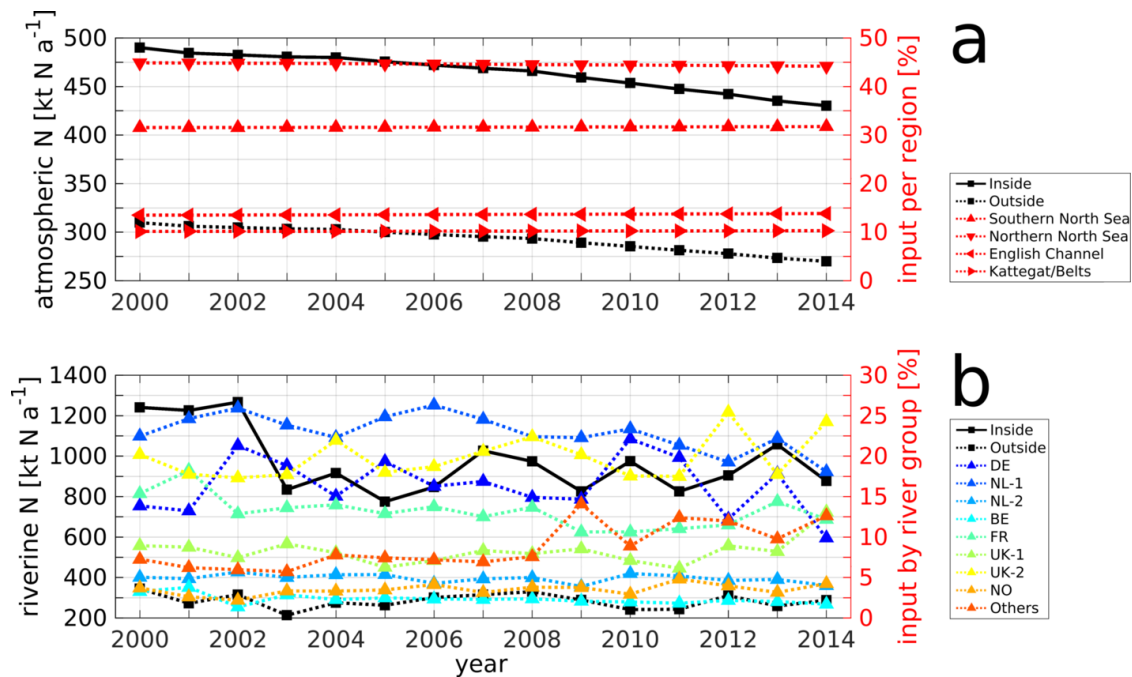 a
atmospheric N [kt N a⁻¹]
500
450
400
350
300
250
50
40
30
20
10
0
input per region [%]
2000 2002 2004 2006 2008 2010 2012 2014
Inside
Outside
Southern North Sea
Northern North Sea
English Channel
Kattegat/Belts
b
riverine N [kt N a⁻¹]
1400
1200
1000
800
600
400
200
30
25
20
15
10
5
0
input by river group [%]
2000 2002 2004 2006 2008 2010 2012 2014
year
Inside
Outside
DE
NL-1
NL-2
BE
FR
UK-1
UK-2
NO
Others